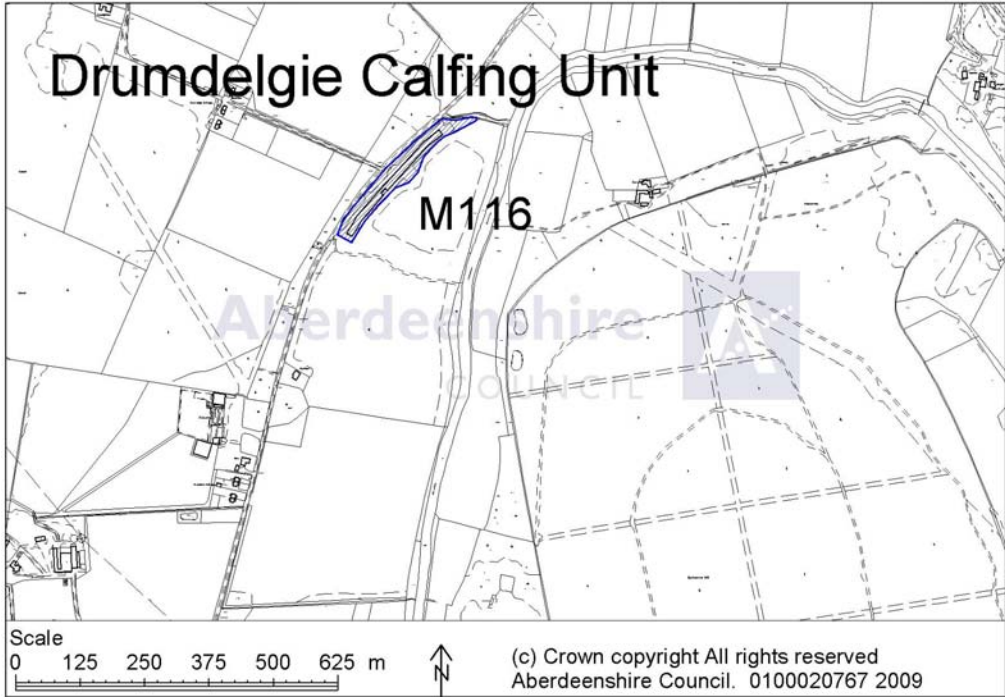 Drumdelgie Calfing Unit
M116
Aberdeenshire
COUNCIL
Scale
0 125 250 375 500 625 m
N
(c) Crown copyright All rights reserved
Aberdeenshire Council. 0100020767 2009